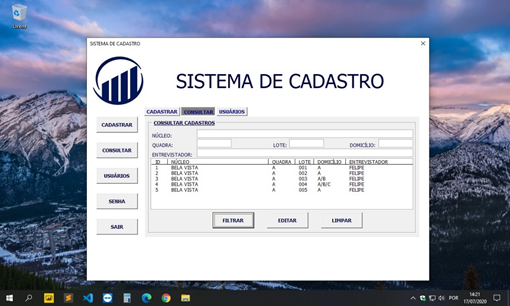 SISTEMA DE CADASTRO
SISTEMA DE CADASTRO
CADASTRAR CONSULTAR USUÁRIOS
CADASTRAR
CONSULTAR
USUÁRIOS
SENHA
SAIR
CONSULTAR CADASTROS
NÚCLEO:
QUADRA: LOTE: DOMICÍLIO:
ENTREVISTADOR:
ID NÚCLEO QUADRA LOTE DOMICÍLIO ENTREVISTADOR
1 BELA VISTA A 001 A FELIPE
2 BELA VISTA A 002 A FELIPE
3 BELA VISTA A 003 A/B FELIPE
4 BELA VISTA A 004 A/B/C FELIPE
5 BELA VISTA A 005 A FELIPE
FILTRAR EDITAR LIMPAR
POR
14:21
17/07/2020